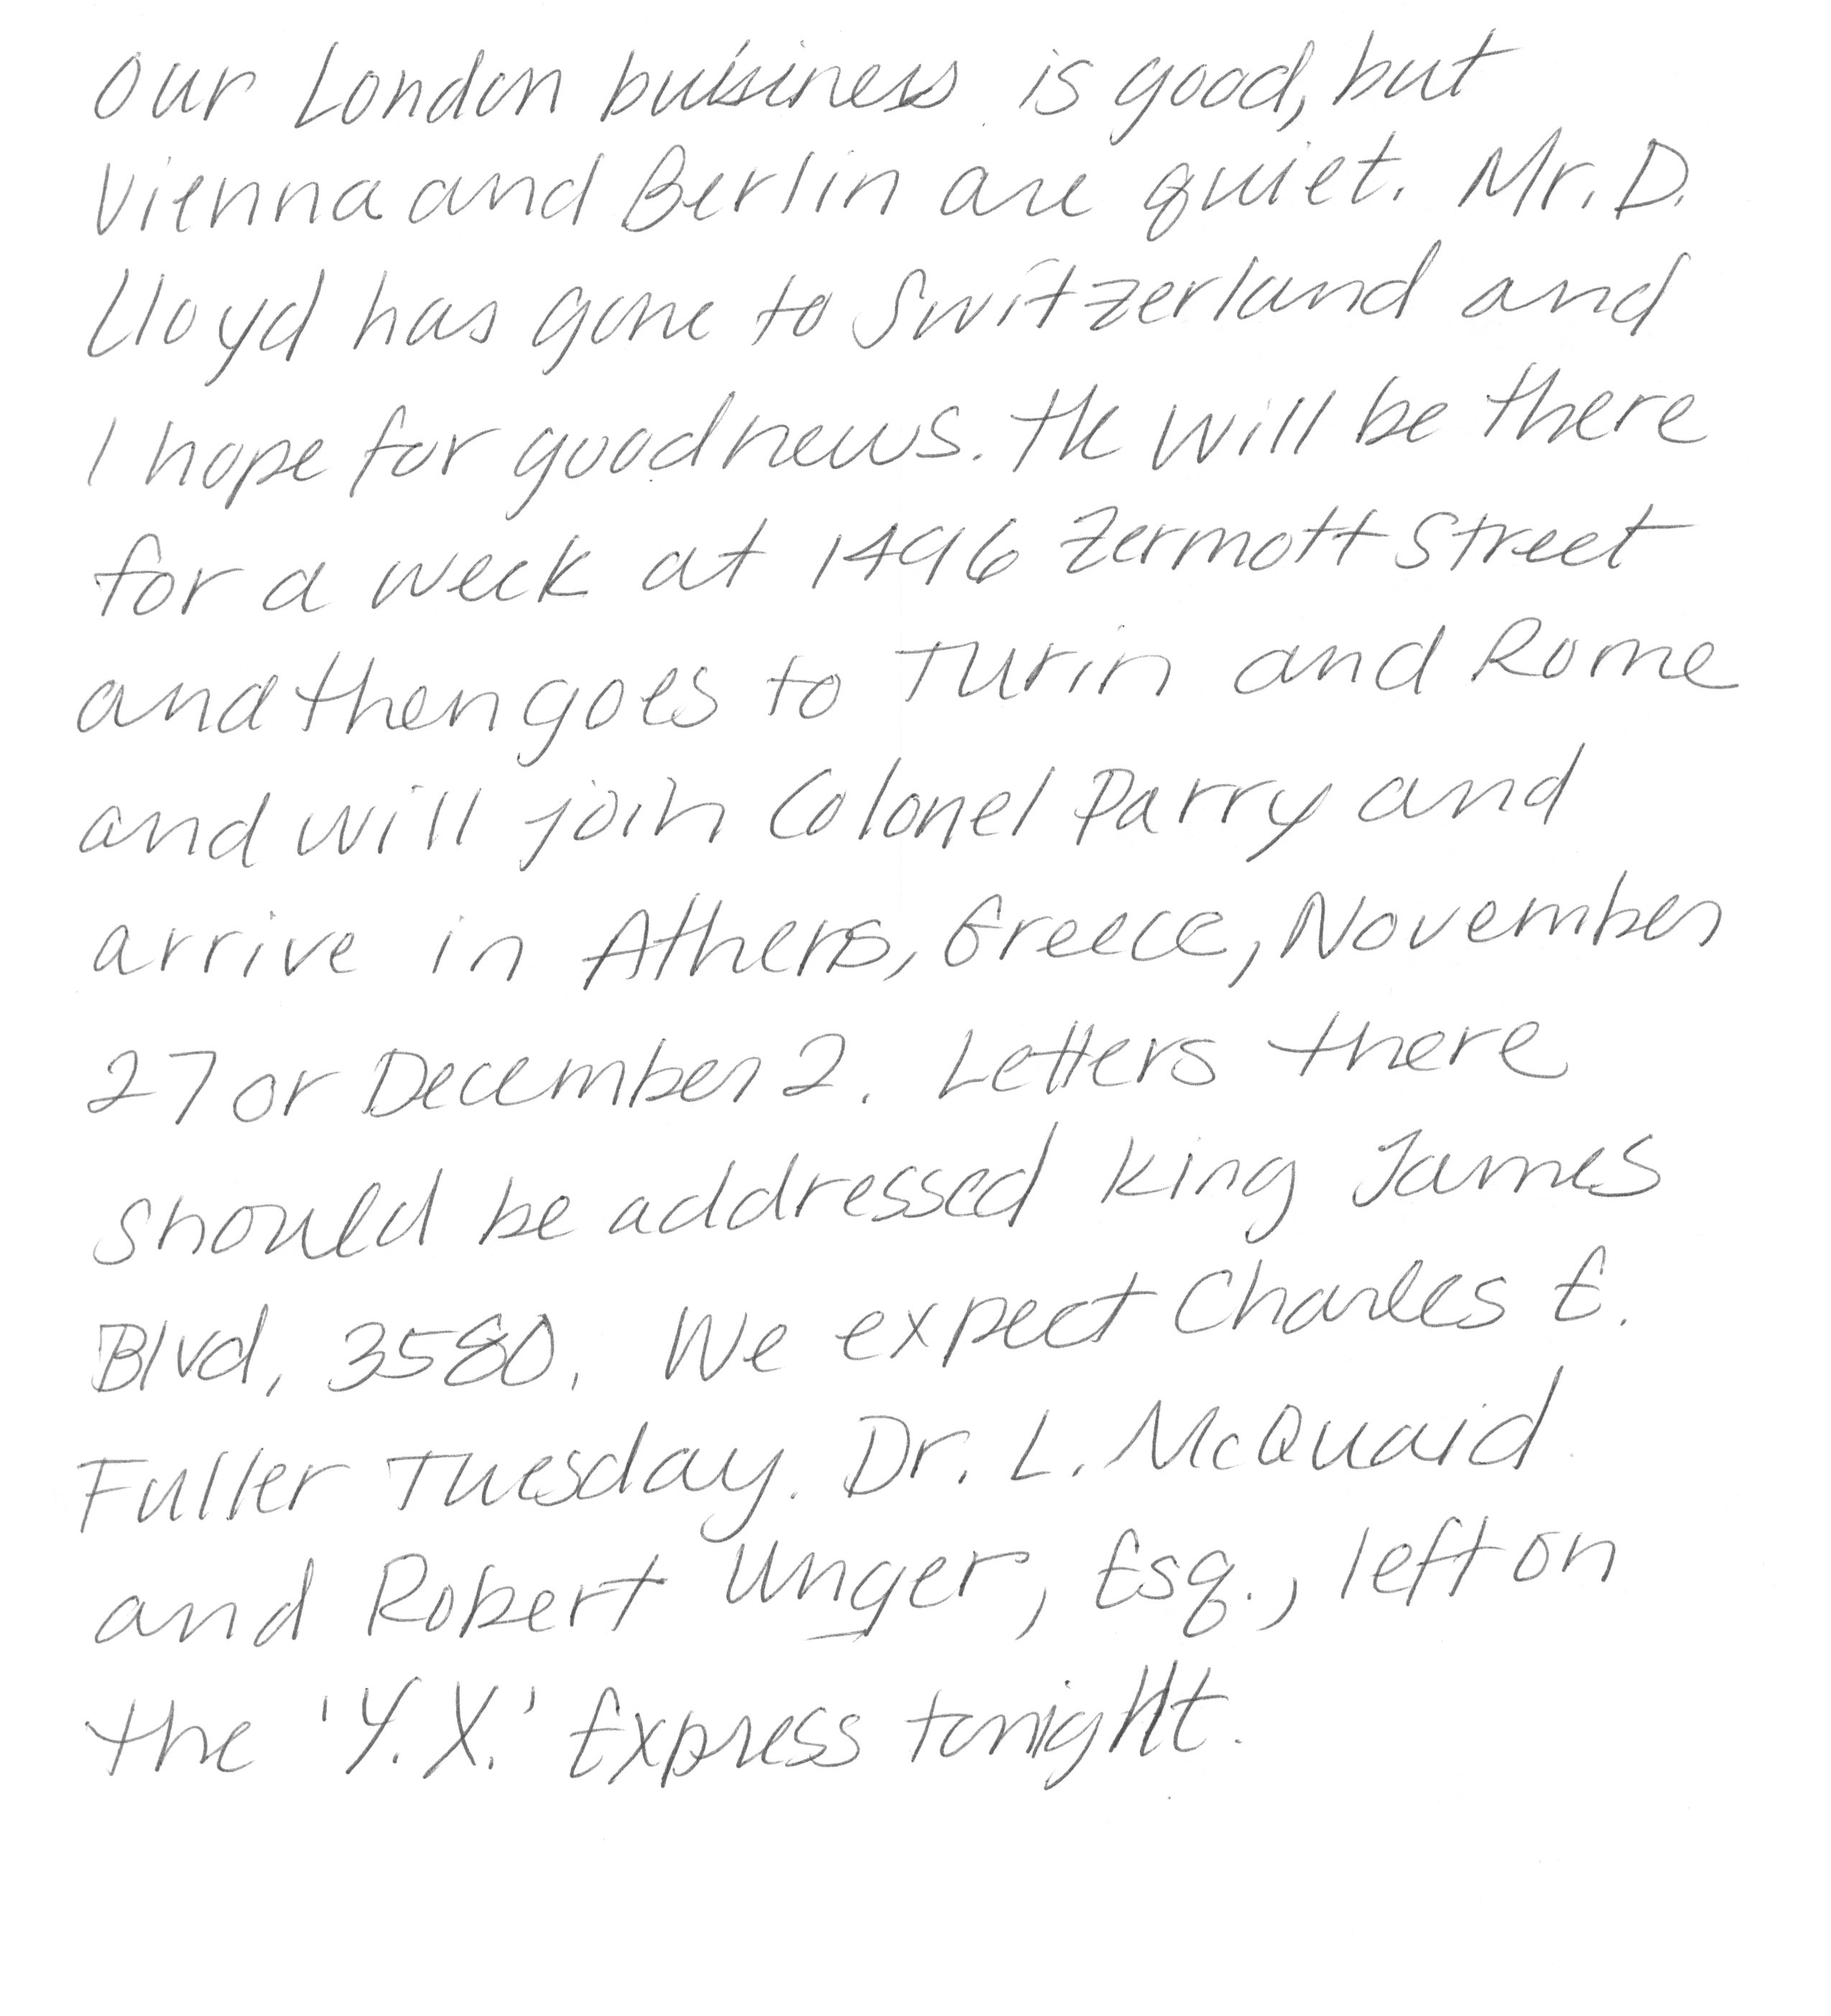 Our London business is good, but
Vienna and Berlin are quiet. Mr. D.
Lloyd has gone to Switzerland and
I hope for good news. He will be there
for a week at 1496 Zermott Street
and then goes to Turin and Rome
and will join Colonel Parry and
arrive in Athens, Greece, November
27 or December 2. Letters there
should be addressed King James
Blvd, 3580. We expect Charles E.
Fuller Tuesday. Dr. L. McQuaid
and Robert Unger, Esq., left on
the 'Y. X.' Express tonight.